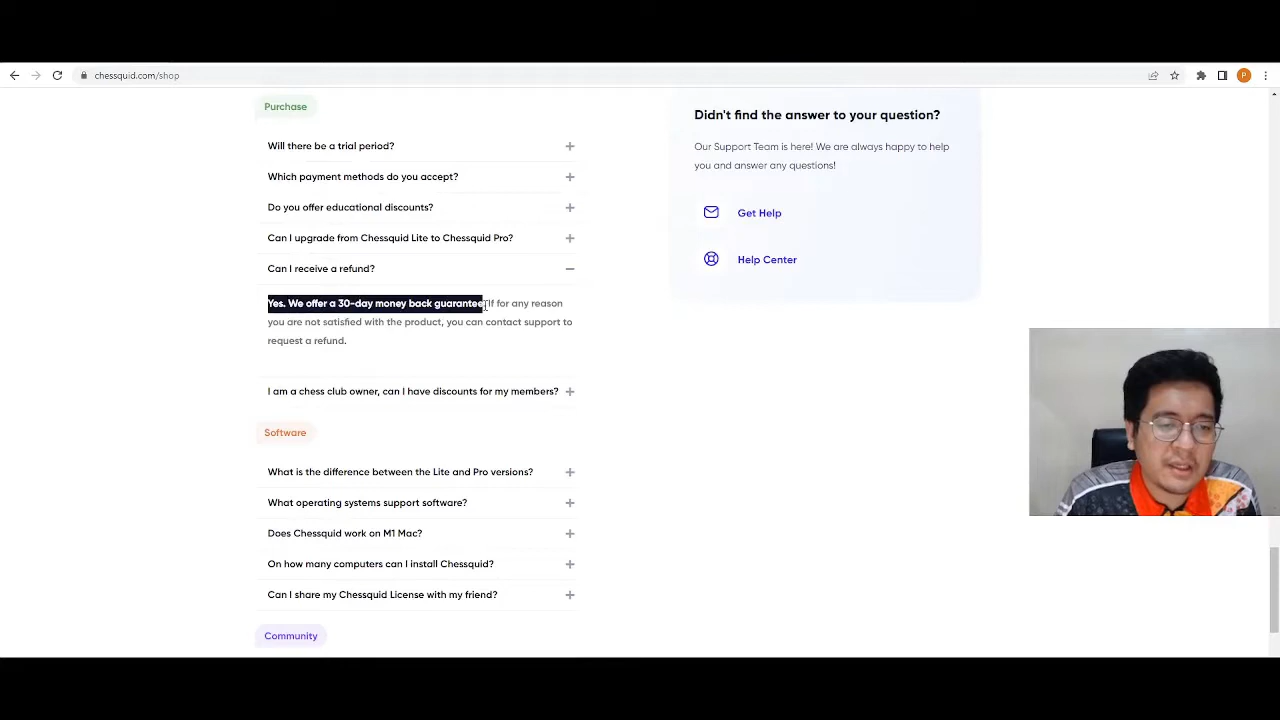 chessquid.com/shop
P
Purchase
Will there be a trial period?
Which payment methods do you accept?
Do you offer educational discounts?
Can I upgrade from Chessquid Lite to Chessquid Pro?
Can I receive a refund?
Yes. We offer a 30-day money back guarantee. If for any reason
you are not satisfied with the product, you can contact support to
request a refund.
I am a chess club owner, can I have discounts for my members?
Software
What is the difference between the Lite and Pro versions?
What operating systems support software?
Does Chessquid work on M1 Mac?
On how many computers can I install Chessquid?
Can I share my Chessquid License with my friend?
Community
Didn't find the answer to your question?
Our Support Team is here! We are always happy to help
you and answer any questions!
Get Help
Help Center